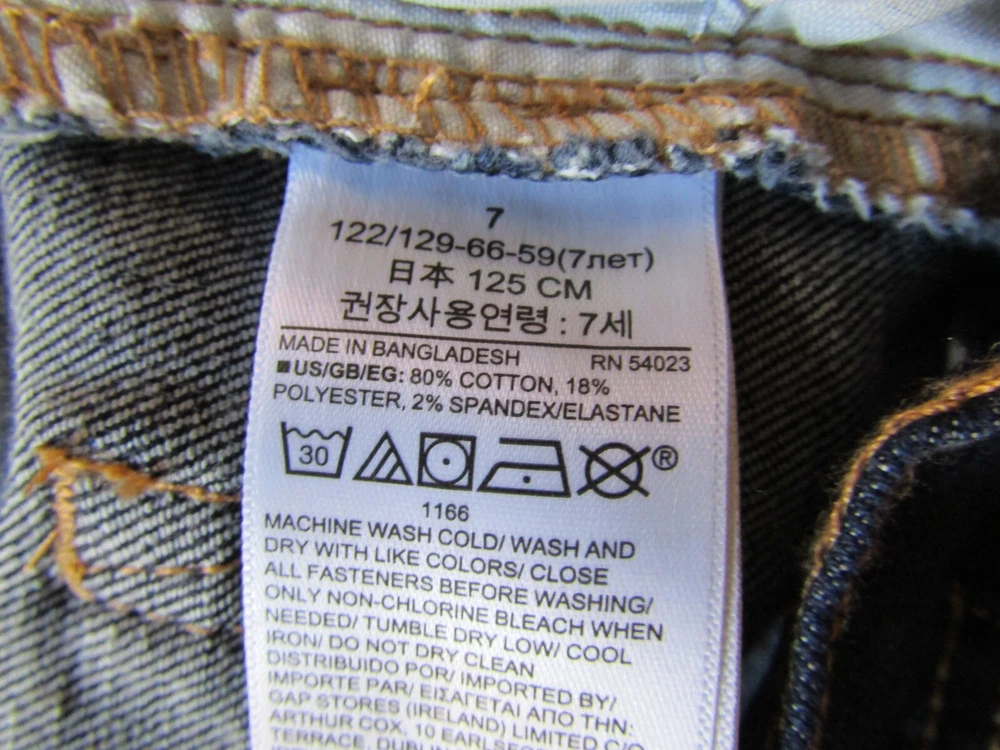 7
122/129-66-59(7лет)
日本 125 CM
권장사용연령 : 7세
MADE IN BANGLADESH RN 54023
■US/GB/EG: 80% COTTON, 18%
POLYESTER, 2% SPANDEX/ELASTANE
30 ®
1166
MACHINE WASH COLD/ WASH AND
DRY WITH LIKE COLORS/ CLOSE
ALL FASTENERS BEFORE WASHING/
ONLY NON-CHLORINE BLEACH WHEN
NEEDED/ TUMBLE DRY LOW/ COOL
IRON/ DO NOT DRY CLEAN
DISTRIBUIDO POR/ IMPORTED BY/
IMPORTE PAR/ ΕΙΣΑΓΕΤΑΙ ΑΠΟ ΤΗΝ:
GAP STORES (IRELAND) LIMITED C/O
ARTHUR COX, 10 EARLSFORT
TERRACE, DUBLIN